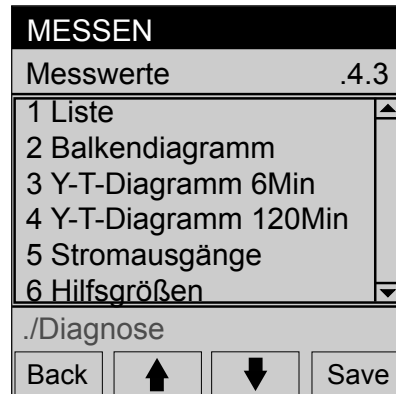 MESSEN
Messwerte .4.3
1 Liste
2 Balkendiagramm
3 Y-T-Diagramm 6Min
4 Y-T-Diagramm 120Min
5 Stromausgänge
6 Hilfsgrößen
./Diagnose
Back Save